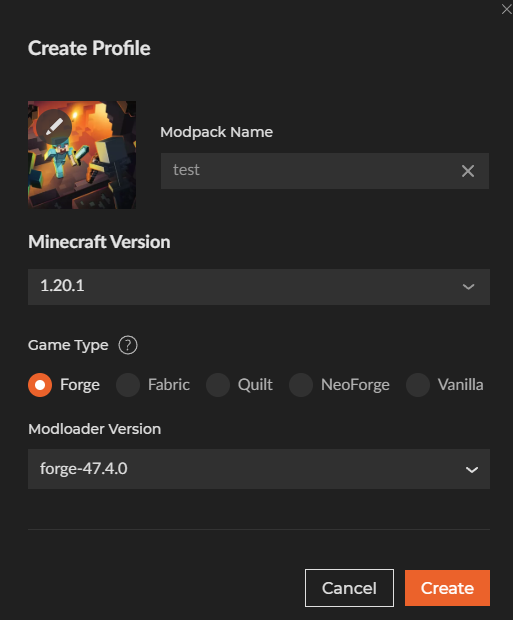 Create Profile
Modpack Name
test
Minecraft Version
1.20.1
Game Type ?
Forge Fabric Quilt NeoForge Vanilla
Modloader Version
forge-47.4.0
Cancel Create